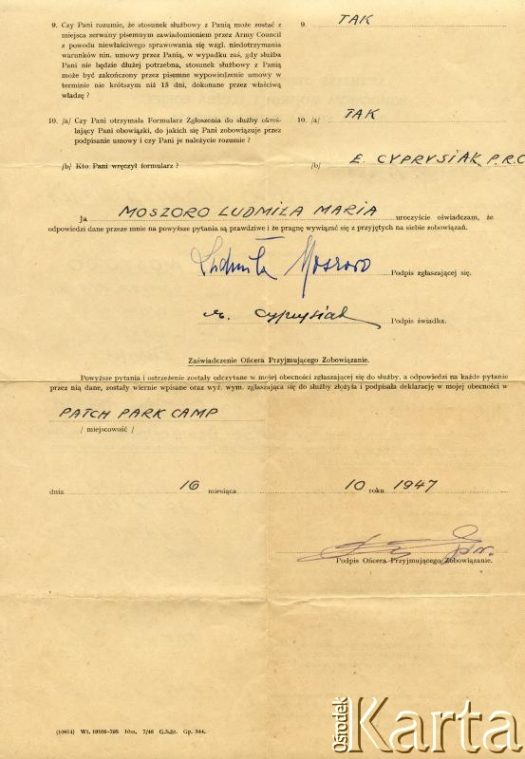 9. Czy Pani rozumie, że stosunek służbowy z Panią może zostać z 9. TAK
miejsca zerwany pisemnym zawiadomieniem przez Army Council
z powodu niewłaściwego sprawowania się wzgl. niedotrzymania
warunków nin. umowy przez Panią, w wypadku zaś, gdy służba
Pani nie będzie dłużej potrzebna, stosunek służbowy z Panią
może być zakończony przez pisemne wypowiedzenie umowy w
terminie nie krótszym niż 15 dni, dokonane przez właściwą
władzę ?
10. /a/ Czy Pani otrzymała Formularz Zgłoszenia do służby okreś- 10. /a/ TAK
lający Pani obowiązki, do jakich się Pani zobowiązuje przez
podpisanie umowy i czy Pani je należycie rozumie ?
/b/ Kto Pani wręczył formularz ? /b/ E. CYPRYSIAK P.R.C
Ja MOSZORO LUDMIŁA MARIA uroczyście oświadczam, że
odpowiedzi dane przeze mnie na powyższe pytania są prawdziwe i że pragnę wywiązać się z przyjętych na siebie zobowiązań.
Ludmiła Moszoro Podpis zgłaszającej się.
Cyprysiak Podpis świadka.
Zaświadczenie Oficera Przyjmującego Zobowiązanie.
Powyższe pytania i ostrzeżenie zostały odczytane w mojej obecności zgłaszającej się do służby, a odpowiedzi na każde pytanie
przez nią dane, zostały wiernie wpisane oraz wyż. wym. zgłaszająca się do służby złożyła i podpisała deklarację w mojej obecności w
PATCH PARK CAMP
/ miejscowość /
dnia 16 miesiąca 10 roku 1947
Podpis Oficera Przyjmującego Zobowiązanie.
7/46 G.S.St. Gp. 344.
Ośrodek Karta